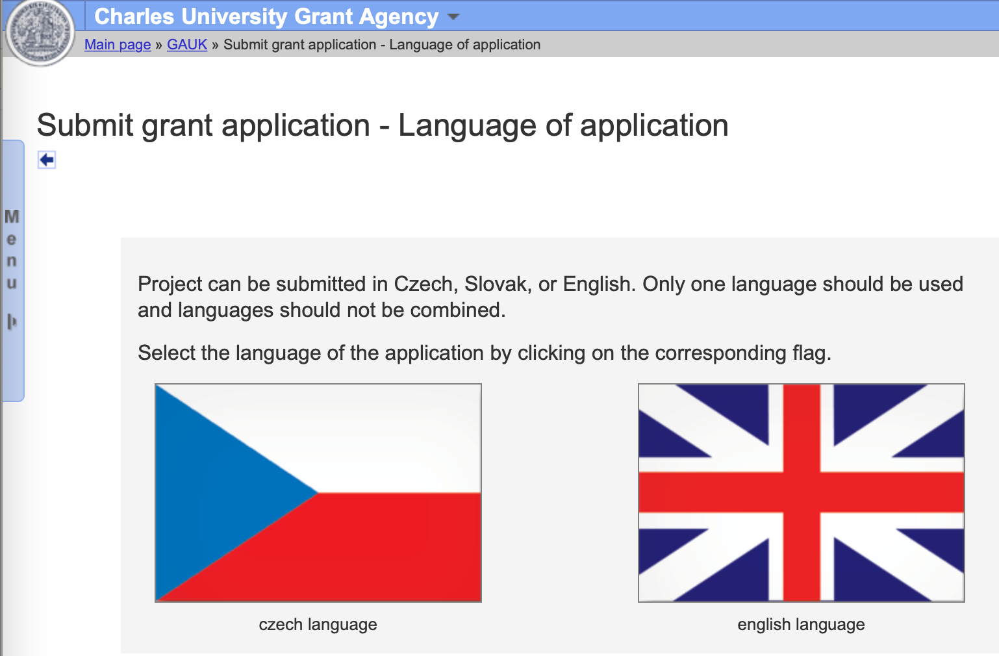 Charles University Grant Agency
Main page » GAUK » Submit grant application - Language of application
Submit grant application - Language of application
Menu
Project can be submitted in Czech, Slovak, or English. Only one language should be used
and languages should not be combined.
Select the language of the application by clicking on the corresponding flag.
czech language
english language